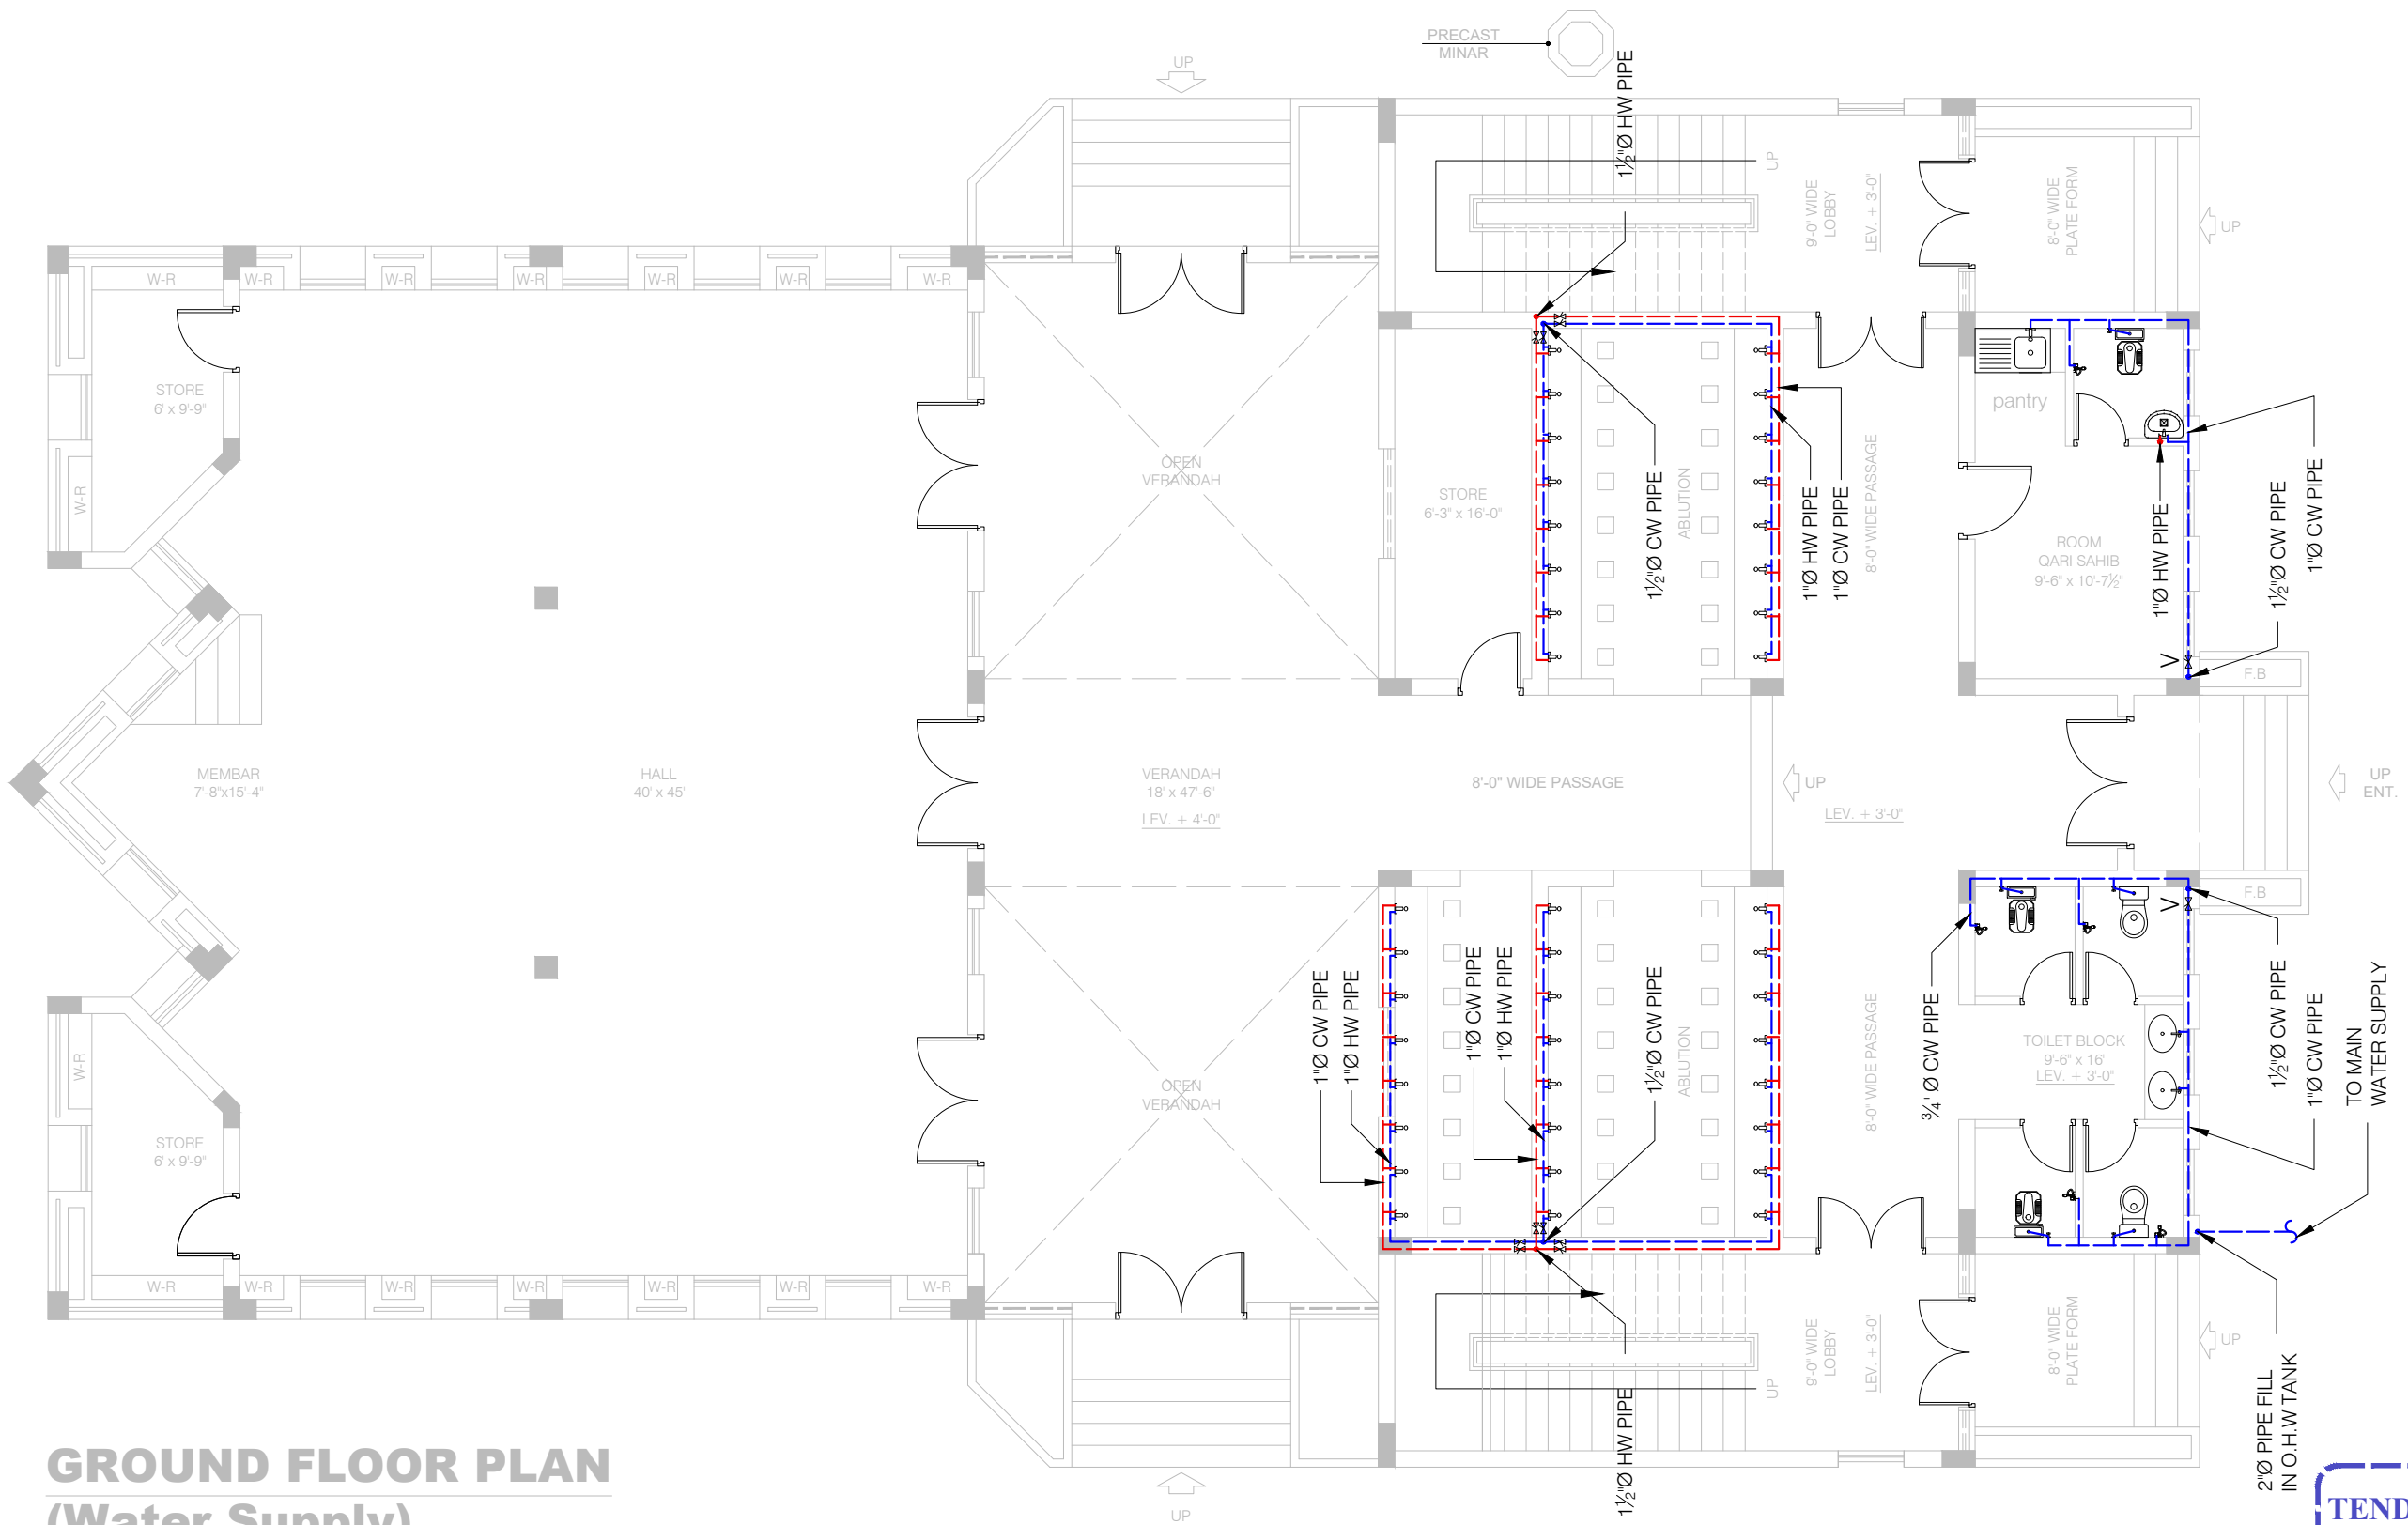 PRECAST
MINAR
UP
1½"Ø HW PIPE
UP
9'-0" WIDE
LOBBY
LEV. + 3'-0"
8'-0" WIDE
PLATE FORM
UP
W-R
W-R
W-R
W-R
W-R
W-R
W-R
STORE
6' x 9'-9"
W-R
OPEN
VERANDAH
STORE
6'-3" x 16'-0"
1½"Ø CW PIPE
ABLUTION
1"Ø HW PIPE
1"Ø CW PIPE
8'-0" WIDE PASSAGE
pantry
ROOM
QARI SAHIB
9'-6" x 10'-7½"
1"Ø HW PIPE
1½"Ø CW PIPE
1"Ø CW PIPE
V
F.B
MEMBAR
7'-8"x15'-4"
HALL
40' x 45'
VERANDAH
18' x 47'-6"
LEV. + 4'-0"
8'-0" WIDE PASSAGE
UP
LEV. + 3'-0"
UP
ENT.
F.B
V
1"Ø CW PIPE
1"Ø HW PIPE
1"Ø CW PIPE
1"Ø HW PIPE
1½"Ø CW PIPE
ABLUTION
8'-0" WIDE PASSAGE
¾" Ø CW PIPE
TOILET BLOCK
9'-6" x 16'
LEV. + 3'-0"
1½"Ø CW PIPE
1"Ø CW PIPE
TO MAIN
WATER SUPPLY
W-R
OPEN
VERANDAH
STORE
6' x 9'-9"
W-R
W-R
W-R
W-R
W-R
W-R
W-R
UP
1½"Ø HW PIPE
UP
9'-0" WIDE
LOBBY
LEV. + 3'-0"
8'-0" WIDE
PLATE FORM
UP
2"Ø PIPE FILL
IN O.H.W TANK
GROUND FLOOR PLAN
(Water Supply)
TEND